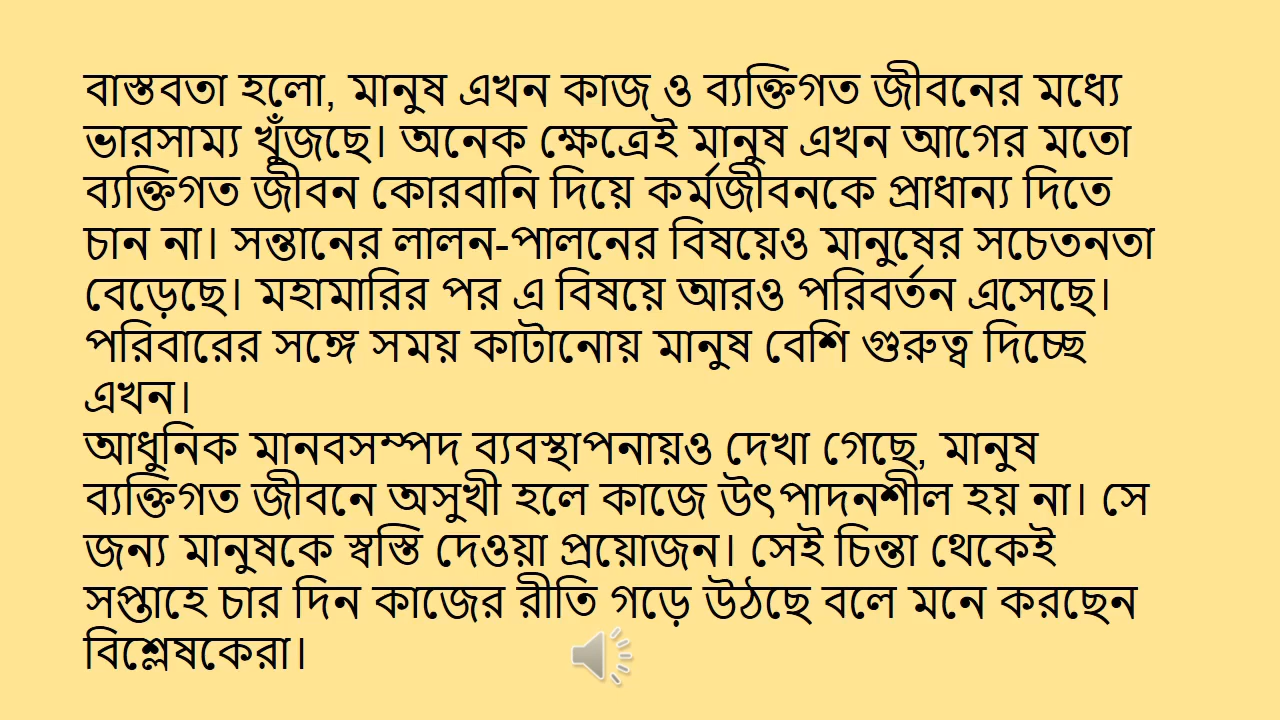 বাস্তবতা হলো, মানুষ এখন কাজ ও ব্যক্তিগত জীবনের মধ্যে
ভারসাম্য খুঁজছে। অনেক ক্ষেত্রেই মানুষ এখন আগের মতো
ব্যক্তিগত জীবন কোরবানি দিয়ে কর্মজীবনকে প্রাধান্য দিতে
চান না। সন্তানের লালন-পালনের বিষয়েও মানুষের সচেতনতা
বেড়েছে। মহামারির পর এ বিষয়ে আরও পরিবর্তন এসেছে।
পরিবারের সঙ্গে সময় কাটানোয় মানুষ বেশি গুরুত্ব দিচ্ছে
এখন।
আধুনিক মানবসম্পদ ব্যবস্থাপনায়ও দেখা গেছে, মানুষ
ব্যক্তিগত জীবনে অসুখী হলে কাজে উৎপাদনশীল হয় না। সে
জন্য মানুষকে স্বস্তি দেওয়া প্রয়োজন। সেই চিন্তা থেকেই
সপ্তাহে চার দিন কাজের রীতি গড়ে উঠছে বলে মনে করছেন
বিশ্লেষকেরা।